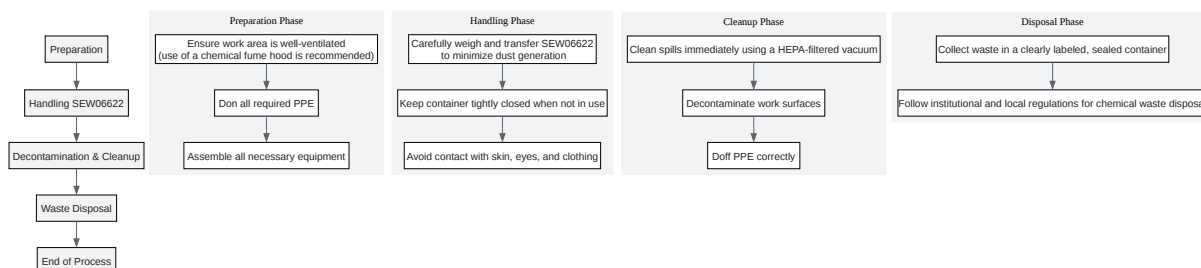 Preparation
Handling SEW06622
Decontamination & Cleanup
Waste Disposal
End of Process
Preparation Phase
Ensure work area is well-ventilated
(use of a chemical fume hood is recommended)
Don all required PPE
Assemble all necessary equipment
Handling Phase
Carefully weigh and transfer SEW06622
to minimize dust generation
Keep container tightly closed when not in use
Avoid contact with skin, eyes, and clothing
Cleanup Phase
Clean spills immediately using a HEPA-filtered vacuum
Decontaminate work surfaces
Doff PPE correctly
Disposal Phase
Collect waste in a clearly labeled, sealed container
Follow institutional and local regulations for chemical waste